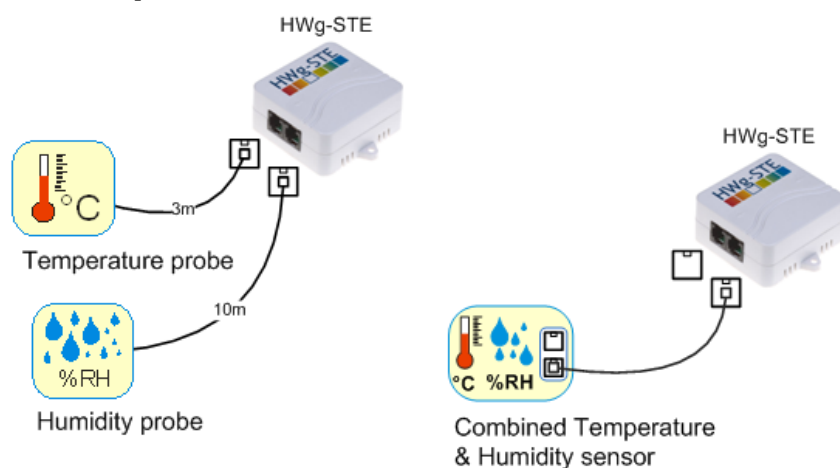 HWg-STE
HWg-STE
°C
3m
Temperature probe
10m
%RH
Humidity probe
HWg-STE
HWg-STE
°C %RH
Combined Temperature
& Humidity sensor